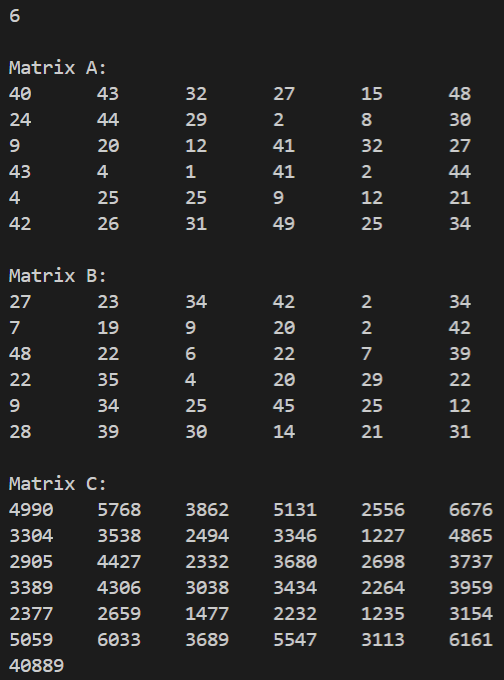 6
Matrix A:
40 43 32 27 15 48
24 44 29 2 8 30
9 20 12 41 32 27
43 4 1 41 2 44
4 25 25 9 12 21
42 26 31 49 25 34
Matrix B:
27 23 34 42 2 34
7 19 9 20 2 42
48 22 6 22 7 39
22 35 4 20 29 22
9 34 25 45 25 12
28 39 30 14 21 31
Matrix C:
4990 5768 3862 5131 2556 6676
3304 3538 2494 3346 1227 4865
2905 4427 2332 3680 2698 3737
3389 4306 3038 3434 2264 3959
2377 2659 1477 2232 1235 3154
5059 6033 3689 5547 3113 6161
40889